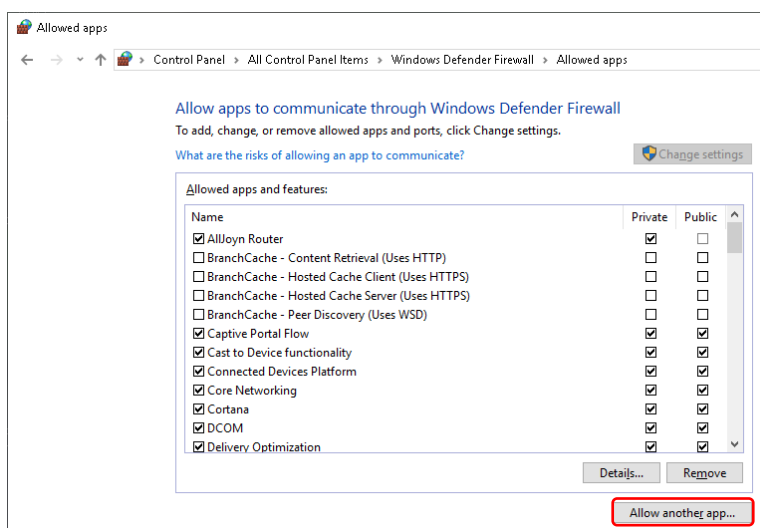 Allowed apps
Control Panel > All Control Panel Items > Windows Defender Firewall > Allowed apps
Allow apps to communicate through Windows Defender Firewall
To add, change, or remove allowed apps and ports, click Change settings.
What are the risks of allowing an app to communicate?
Change settings
Allowed apps and features:
Name Private Public
AllJoyn Router
BranchCache - Content Retrieval (Uses HTTP)
BranchCache - Hosted Cache Client (Uses HTTPS)
BranchCache - Hosted Cache Server (Uses HTTPS)
BranchCache - Peer Discovery (Uses WSD)
Captive Portal Flow
Cast to Device functionality
Connected Devices Platform
Core Networking
Cortana
DCOM
Delivery Optimization
Details... Remove
Allow another app...